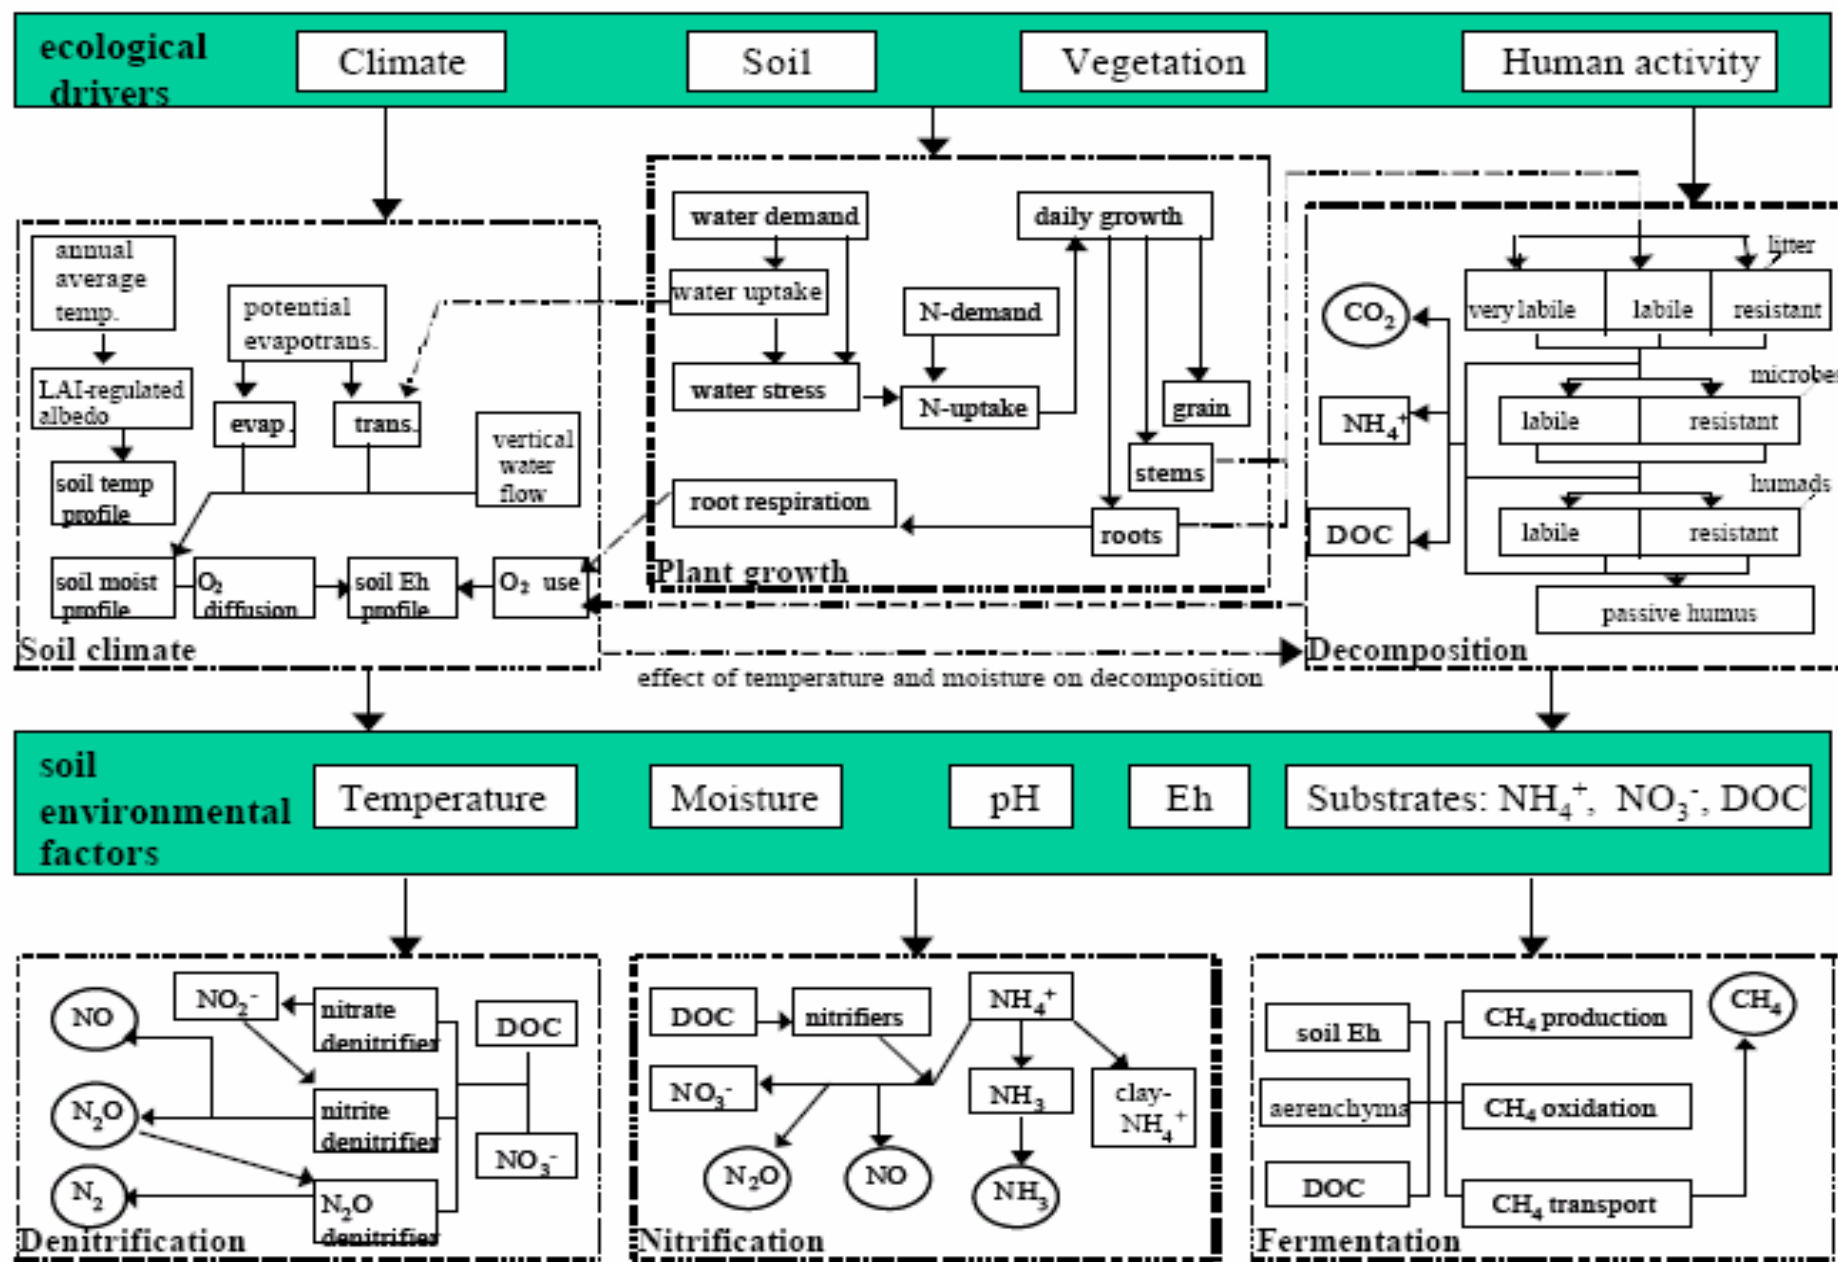 ecological
drivers
Climate
Soil
Vegetation
Human activity
annual
average
temp.
potential
evapotrans.
LAI-regulated
albedo
evap.
trans.
vertical
water
flow
soil temp
profile
soil moist
profile
O₂
diffusion
soil Eh
profile
O₂ use
Soil climate
water demand
daily growth
water uptake
N-demand
water stress
N-uptake
grain
stems
root respiration
roots
Plant growth
litter
CO₂
very labile
labile
resistant
microbes
NH₄⁺
labile
resistant
humads
DOC
labile
resistant
passive humus
Decomposition
effect of temperature and moisture on decomposition
soil
environmental
factors
Temperature
Moisture
pH
Eh
Substrates: NH₄⁺, NO₃⁻, DOC
NO
NO₂⁻
nitrate
denitrifier
DOC
N₂O
nitrite
denitrifier
NO₃⁻
N₂
N₂O
denitrifier
Denitrification
DOC
nitrifiers
NH₄⁺
NO₃⁻
NH₃
clay-
NH₄⁺
N₂O
NO
NH₃
Nitrification
soil Eh
CH₄ production
CH₄
aerenchyma
CH₄ oxidation
DOC
CH₄ transport
Fermentation